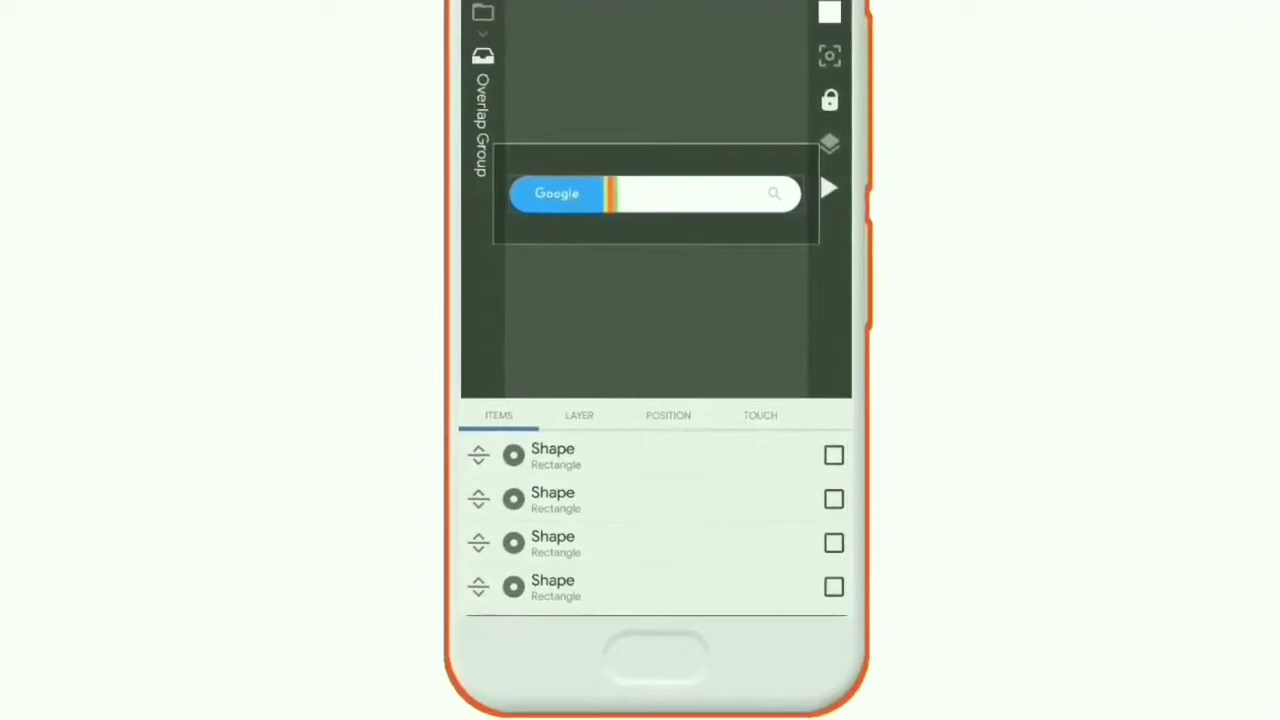 Overlap Group
Google
ITEMS LAYER POSITION TOUCH
Shape
Rectangle
Shape
Rectangle
Shape
Rectangle
Shape
Rectangle